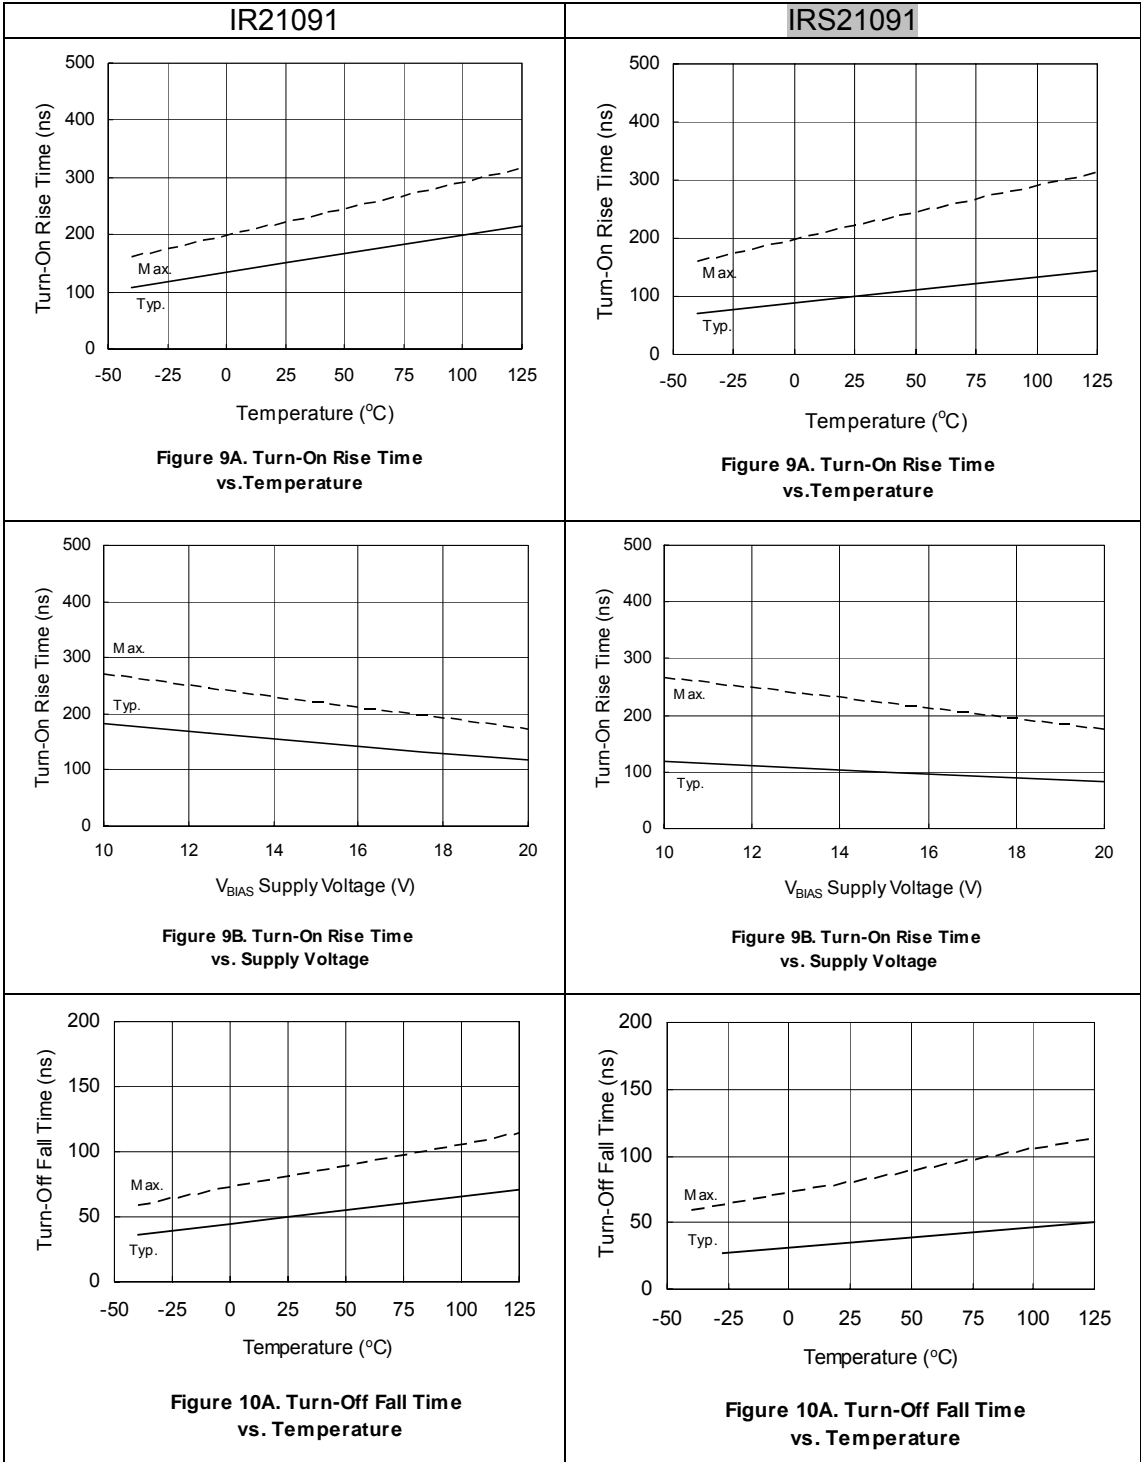 IR21091
IRS21091
500
400
300
200
100
0
Turn-On Rise Time (ns)
Max.
Typ.
-50 -25 0 25 50 75 100 125
Temperature (°C)
Figure 9A. Turn-On Rise Time
vs.Temperature
500
400
300
200
100
0
Turn-On Rise Time (ns)
Max.
Typ.
-50 -25 0 25 50 75 100 125
Temperature (°C)
Figure 9A. Turn-On Rise Time
vs.Temperature
500
400
300
200
100
0
Turn-On Rise Time (ns)
Max.
Typ.
10 12 14 16 18 20
VBIAS Supply Voltage (V)
Figure 9B. Turn-On Rise Time
vs. Supply Voltage
500
400
300
200
100
0
Turn-On Rise Time (ns)
Max.
Typ.
10 12 14 16 18 20
VBIAS Supply Voltage (V)
Figure 9B. Turn-On Rise Time
vs. Supply Voltage
200
150
100
50
0
Turn-Off Fall Time (ns)
Max.
Typ.
-50 -25 0 25 50 75 100 125
Temperature (°C)
Figure 10A. Turn-Off Fall Time
vs. Temperature
200
150
100
50
0
Turn-Off Fall Time (ns)
Max.
Typ.
-50 -25 0 25 50 75 100 125
Temperature (°C)
Figure 10A. Turn-Off Fall Time
vs. Temperature